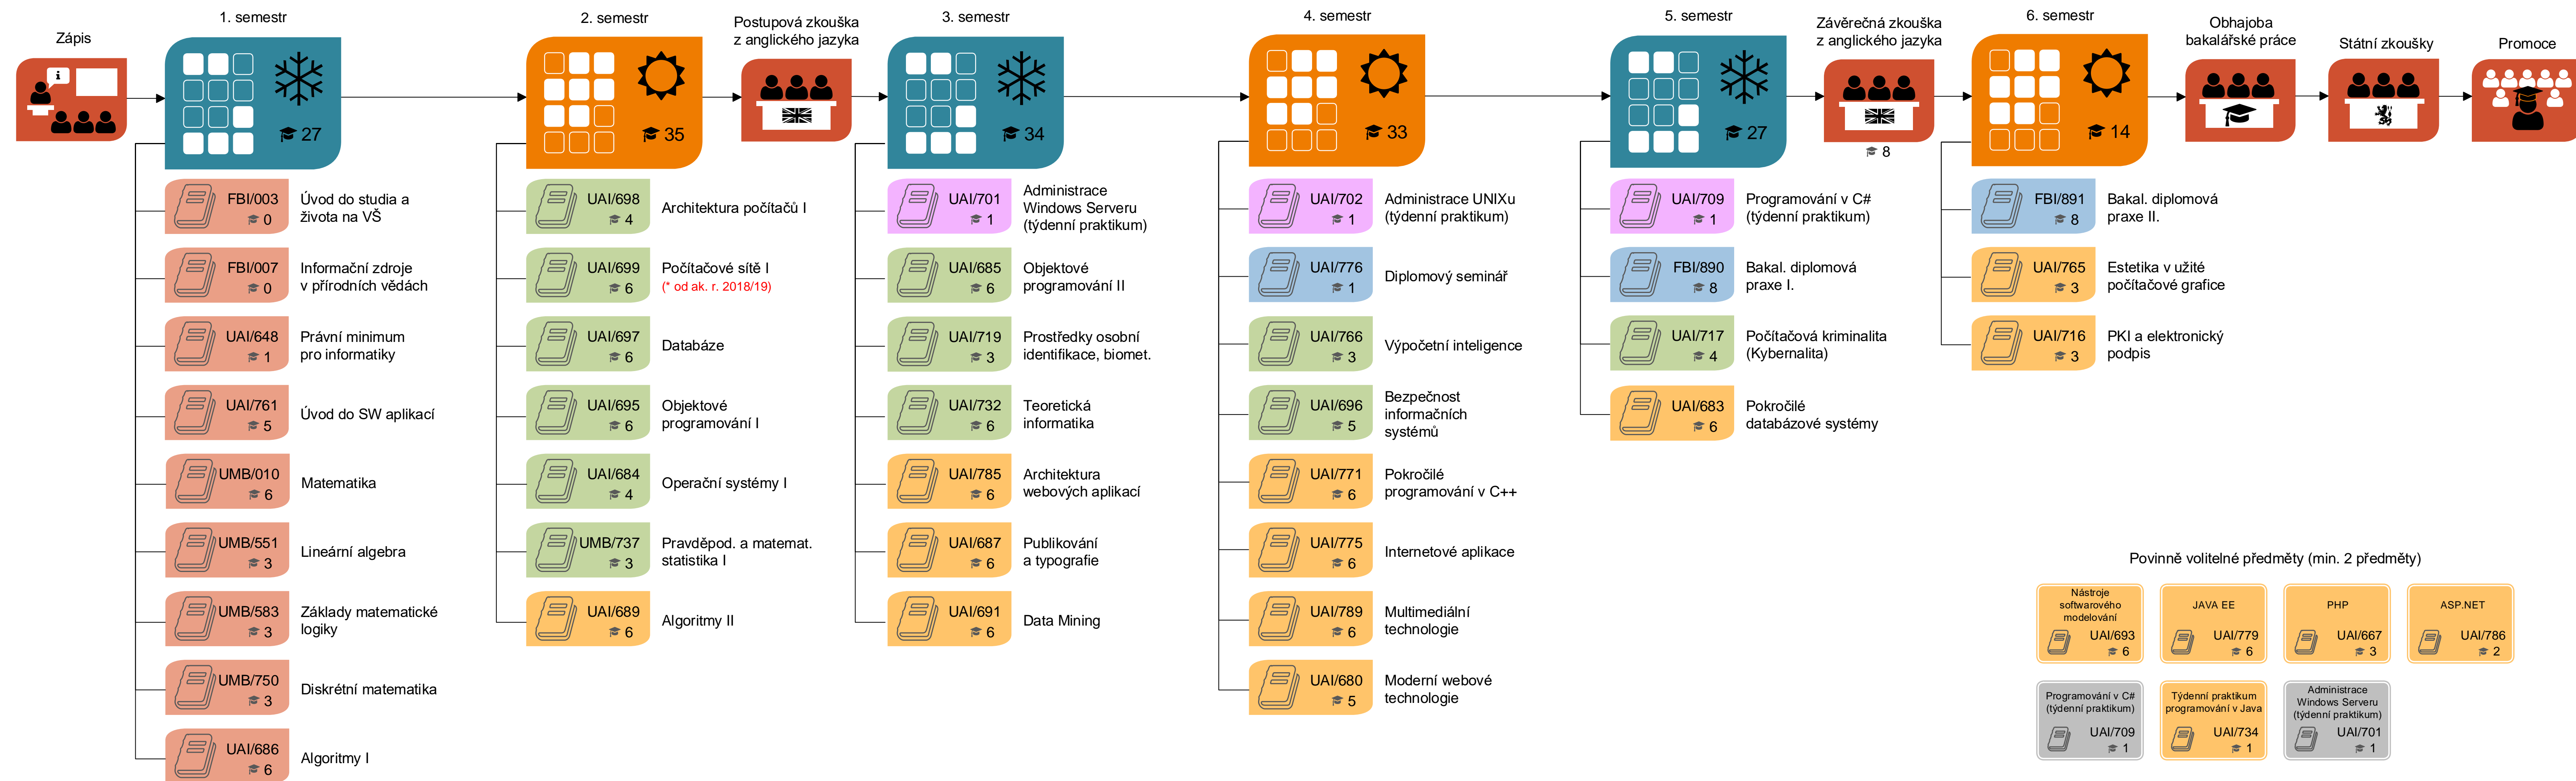 Zápis
1. semestr
27
FBI/003
0
Úvod do studia a
života na VŠ
FBI/007
0
Informační zdroje
v přírodních vědách
UAI/648
1
Právní minimum
pro informatiky
UAI/761
5
Úvod do SW aplikací
UMB/010
6
Matematika
UMB/551
3
Lineární algebra
UMB/583
3
Základy matematické
logiky
UMB/750
3
Diskrétní matematika
UAI/686
6
Algoritmy I
2. semestr
35
UAI/698
4
Architektura počítačů I
UAI/699
6
Počítačové sítě I
(* od ak. r. 2018/19)
UAI/697
6
Databáze
UAI/695
6
Objektové
programování I
UAI/684
4
Operační systémy I
UMB/737
3
Pravděpod. a matemat.
statistika I
UAI/689
6
Algoritmy II
Postupová zkouška
z anglického jazyka
3. semestr
34
UAI/701
1
Administrace
Windows Serveru
(týdenní praktikum)
UAI/685
6
Objektové
programování II
UAI/719
3
Prostředky osobní
identifikace, biomet.
UAI/732
6
Teoretická
informatika
UAI/785
6
Architektura
webových aplikací
UAI/687
6
Publikování
a typografie
UAI/691
6
Data Mining
4. semestr
33
UAI/702
1
Administrace UNIXu
(týdenní praktikum)
UAI/776
1
Diplomový seminář
UAI/766
3
Výpočetní inteligence
UAI/696
5
Bezpečnost
informačních
systémů
UAI/771
6
Pokročilé
programování v C++
UAI/775
6
Internetové aplikace
UAI/789
6
Multimediální
technologie
UAI/680
5
Moderní webové
technologie
5. semestr
27
UAI/709
1
Programování v C#
(týdenní praktikum)
FBI/890
8
Bakal. diplomová
praxe I.
UAI/717
4
Počítačová kriminalita
(Kybernalita)
UAI/683
6
Pokročilé
databázové systémy
Závěrečná zkouška
z anglického jazyka
8
6. semestr
14
FBI/891
8
Bakal. diplomová
praxe II.
UAI/765
3
Estetika v užité
počítačové grafice
UAI/716
3
PKI a elektronický
podpis
Obhajoba
bakalářské práce
Státní zkoušky
Promoce
Povinně volitelné předměty (min. 2 předměty)
Nástroje
softwarového
modelování
UAI/693
6
JAVA EE
UAI/779
6
PHP
UAI/667
3
ASP.NET
UAI/786
2
Programování v C#
(týdenní praktikum)
UAI/709
1
Týdenní praktikum
programování v Java
UAI/734
1
Administrace
Windows Serveru
(týdenní praktikum)
UAI/701
1